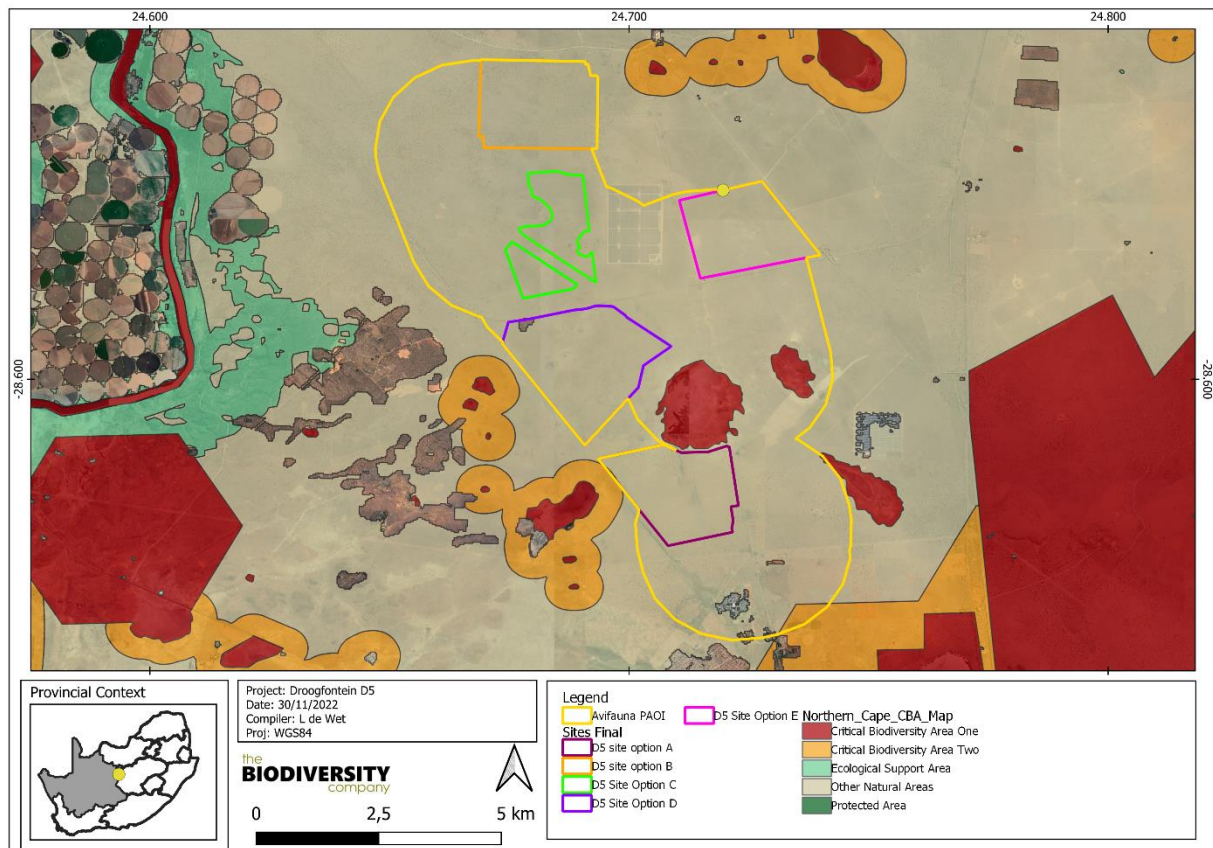 24.600 24.700 24.800
-28.600 -28.600
Provincial Context
Project: Droogfontein D5
Date: 30/11/2022
Compiler: L de Wet
Proj: WGS84
the
BIODIVERSITY
company
0 2,5 5 km
Legend
Avifauna PAOI
Sites Final
D5 site option A
D5 site option B
D5 Site Option C
D5 Site Option D
D5 Site Option E
Northern_Cape_CBA_Map
Critical Biodiversity Area One
Critical Biodiversity Area Two
Ecological Support Area
Other Natural Areas
Protected Area